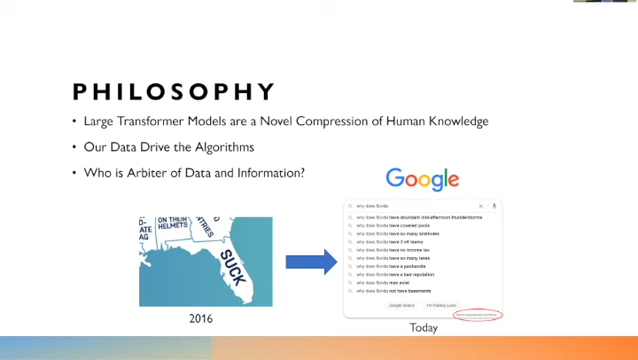 PHILOSOPHY
• Large Transformer Models are a Novel Compression of Human Knowledge
• Our Data Drive the Algorithms
• Who is Arbiter of Data and Information?
Google
ON THEIR
HELMETS
ATE
AG
NTRIES
SUCK
2016
why does florida
why does florida have abundant mid-afternoon thunderstorms
why does florida have covered pools
why does florida have so many sinkholes
why does florida have 3 nfl teams
why does florida have no income tax
why does florida have so many lakes
why does florida have a panhandle
why does florida have a bad reputation
why does florida man exist
why does florida not have basements
Google Search
I'm Feeling Lucky
Today